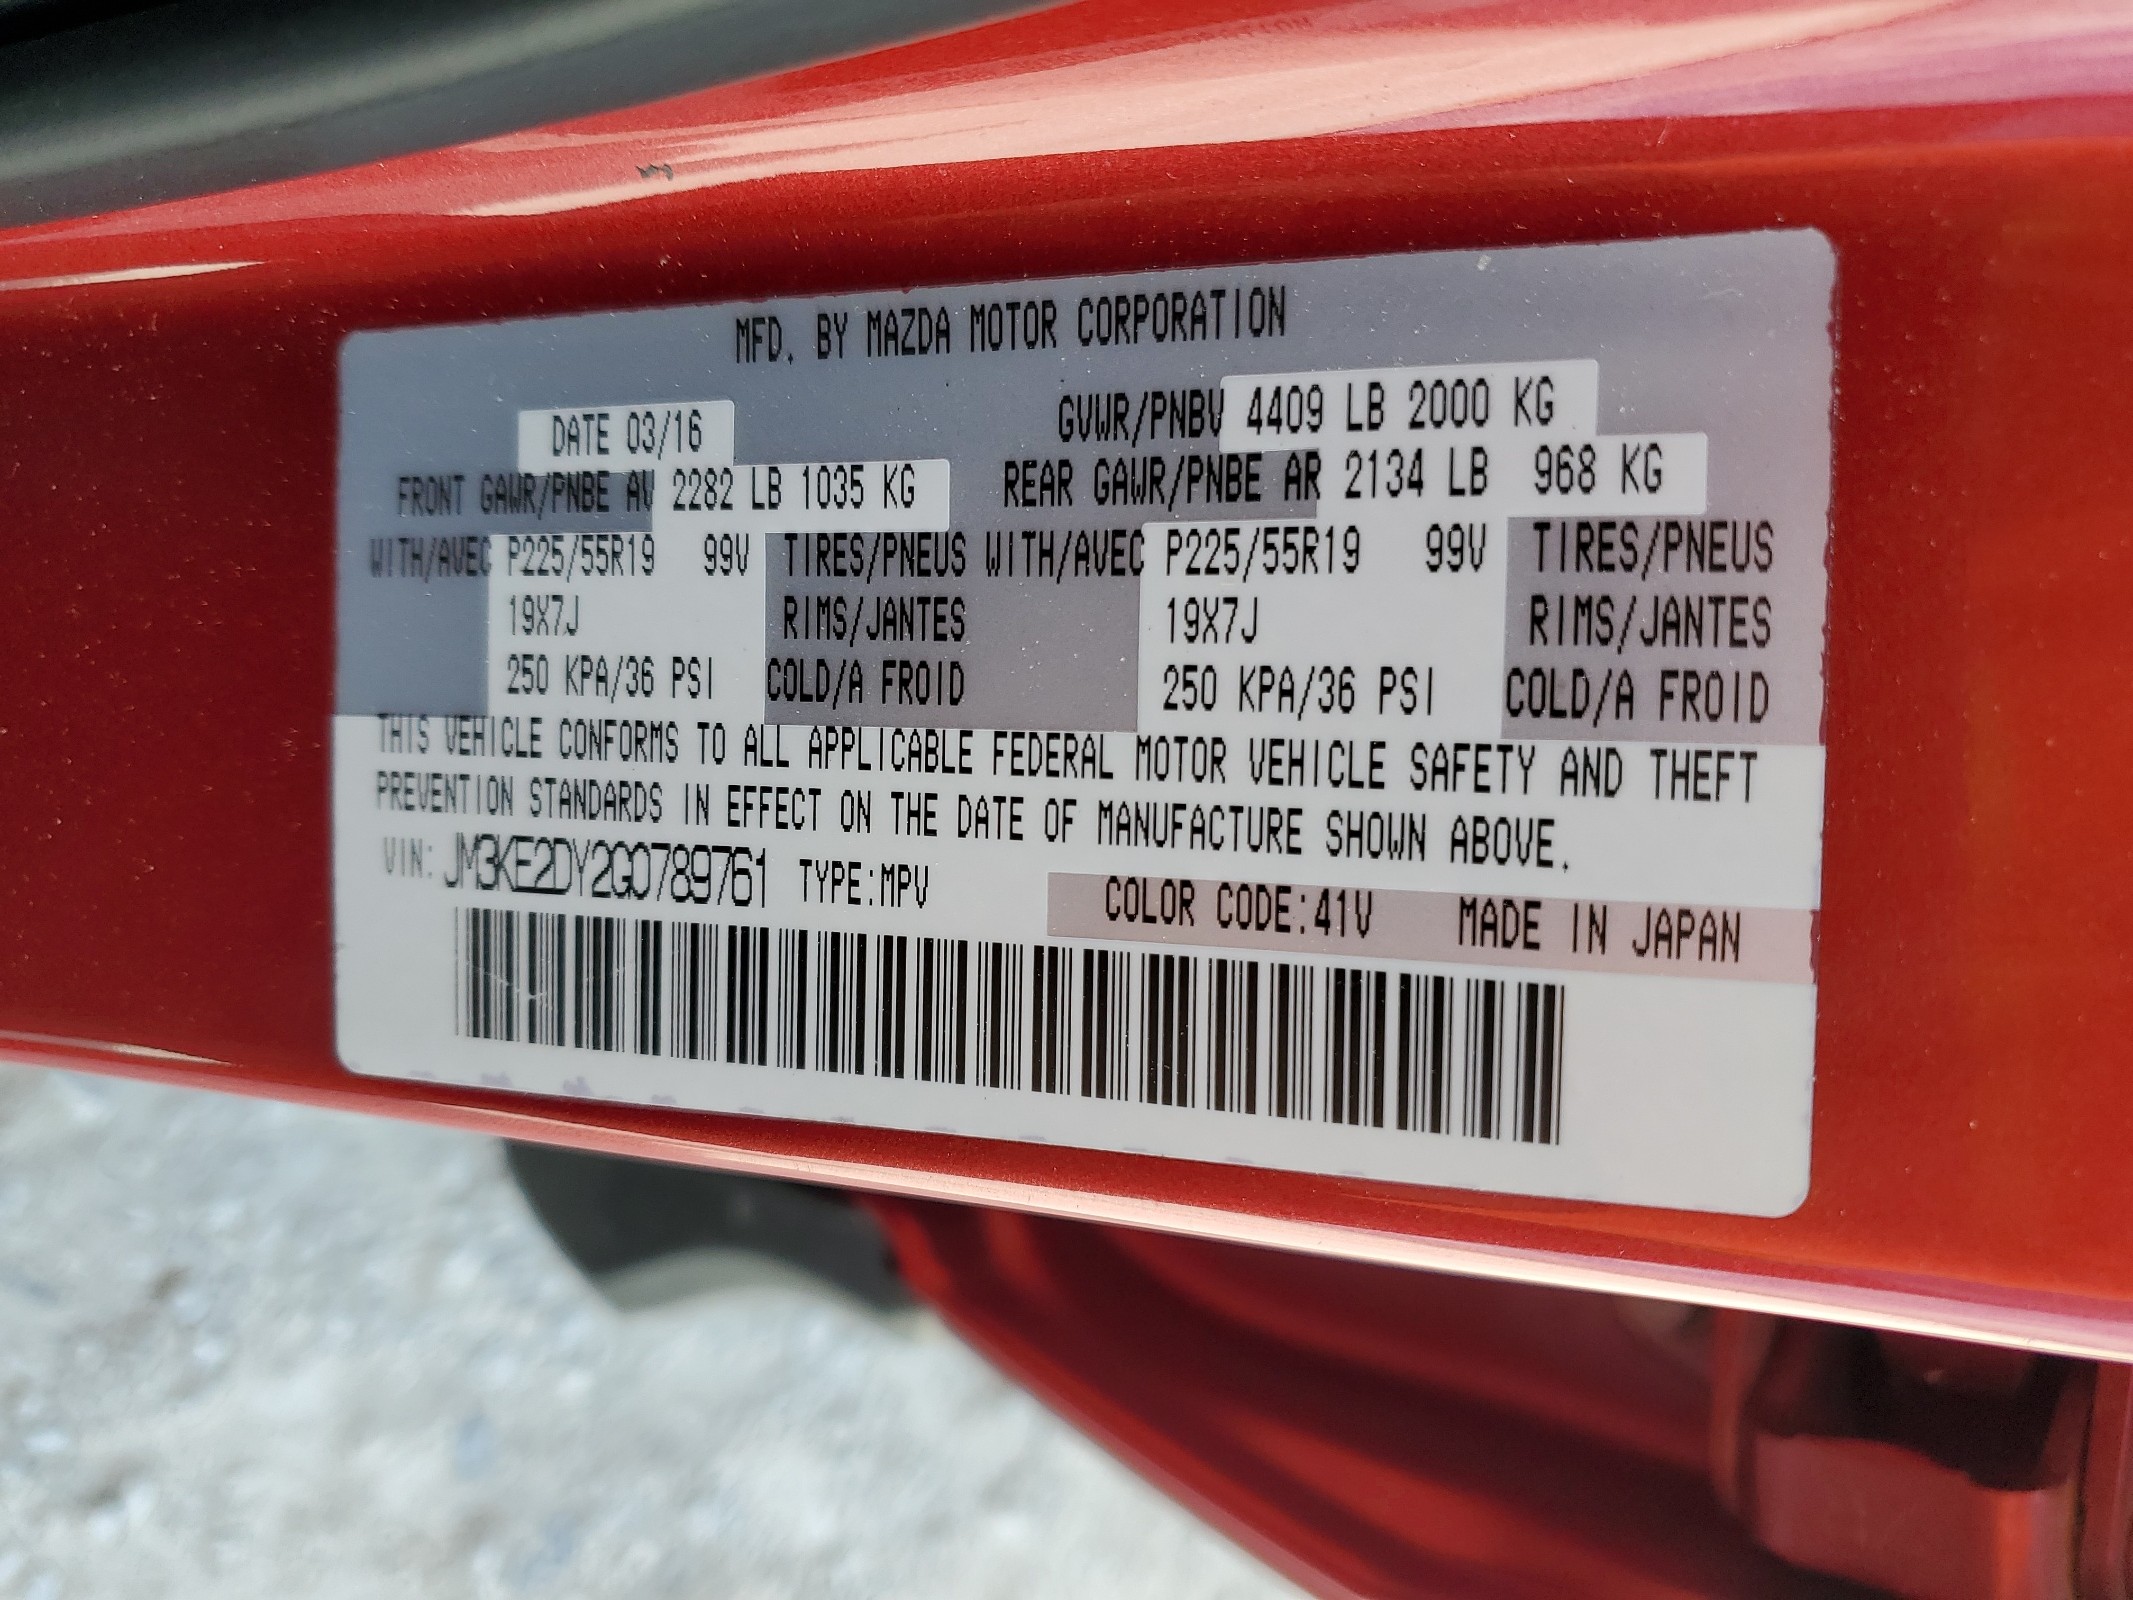 MFD. BY MAZDA MOTOR CORPORATION
DATE 03/16 GVWR/PNBV 4409 LB 2000 KG
FRONT GAWR/PNBE AV 2282 LB 1035 KG REAR GAWR/PNBE AR 2134 LB 968 KG
WITH/AVEC P225/55R19 99V TIRES/PNEUS WITH/AVEC P225/55R19 99V TIRES/PNEUS
19X7J RIMS/JANTES 19X7J RIMS/JANTES
250 KPA/36 PSI COLD/A FROID 250 KPA/36 PSI COLD/A FROID
THIS VEHICLE CONFORMS TO ALL APPLICABLE FEDERAL MOTOR VEHICLE SAFETY AND THEFT
PREVENTION STANDARDS IN EFFECT ON THE DATE OF MANUFACTURE SHOWN ABOVE.
VIN: JM3KE2DY2G0789761 TYPE:MPV COLOR CODE:41V MADE IN JAPAN